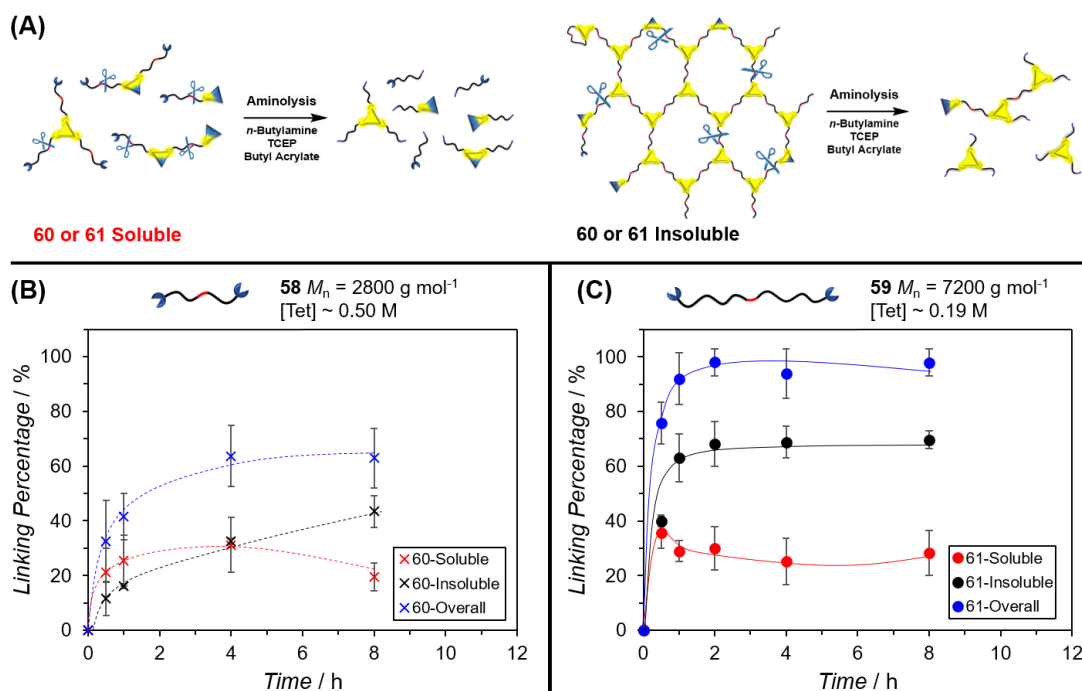 (A)
Aminolysis
n-Butylamine
TCEP
Butyl Acrylate
60 or 61 Soluble
Aminolysis
n-Butylamine
TCEP
Butyl Acrylate
60 or 61 Insoluble
(B)
58 Mn = 2800 g mol-1
[Tet] ~ 0.50 M
Linking Percentage / %
100
80
60
40
20
0
0 2 4 6 8 10 12
Time / h
60-Soluble
60-Insoluble
60-Overall
(C)
59 Mn = 7200 g mol-1
[Tet] ~ 0.19 M
Linking Percentage / %
100
80
60
40
20
0
0 2 4 6 8 10 12
Time / h
61-Soluble
61-Insoluble
61-Overall